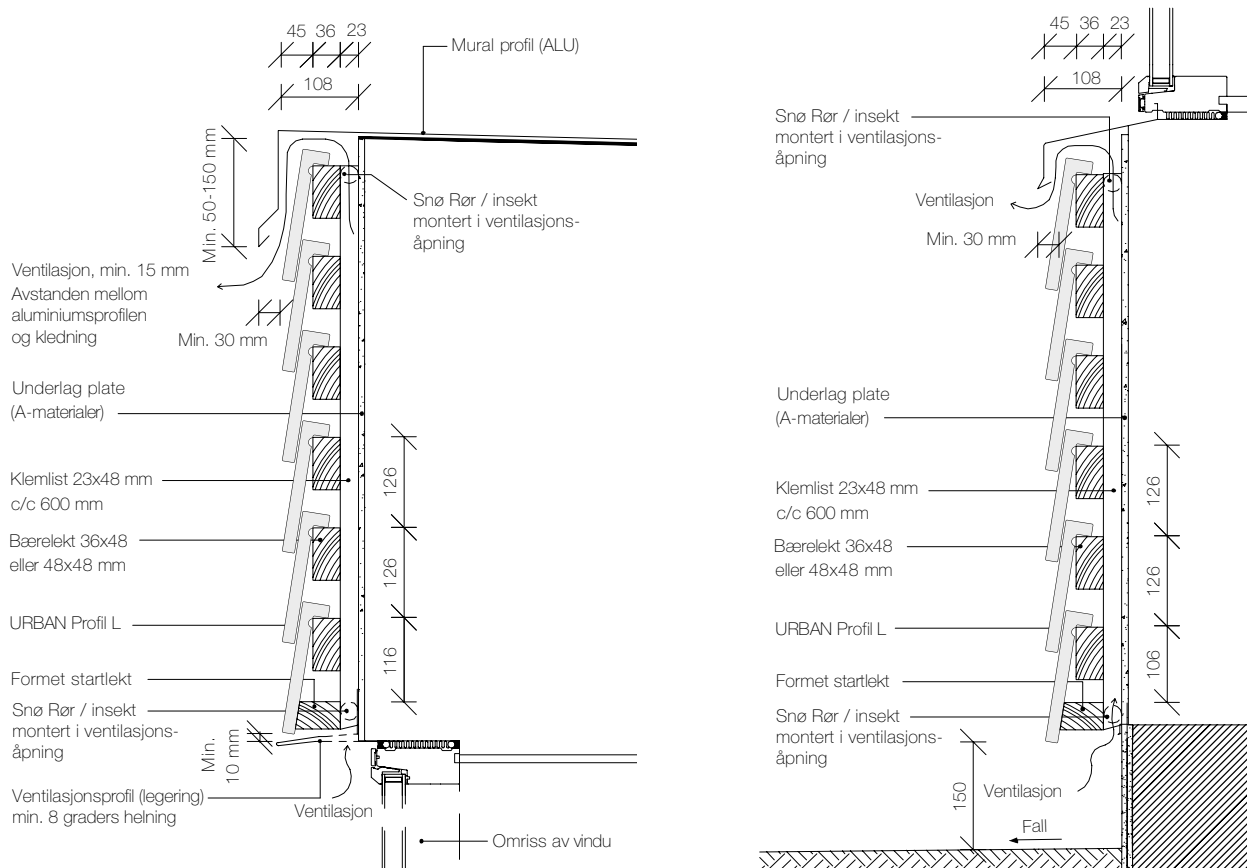 45 36 23
108
Mural profil (ALU)
Min. 50-150 mm
Snø Rør / insekt
montert i ventilasjons-
åpning
Ventilasjon, min. 15 mm
Avstanden mellom
aluminiumsprofilen
og kledning
Min. 30 mm
Underlag plate
(A-materialer)
Klemlist 23x48 mm
c/c 600 mm
Bærelekt 36x48
eller 48x48 mm
URBAN Profil L
Formet startlekt
Snø Rør / insekt
montert i ventilasjons-
åpning
Min.
10 mm
Ventilasjonsprofil (legering)
min. 8 graders helning
Ventilasjon
126
126
116
Omriss av vindu
45 36 23
108
Snø Rør / insekt
montert i ventilasjons-
åpning
Ventilasjon
Min. 30 mm
Underlag plate
(A-materialer)
Klemlist 23x48 mm
c/c 600 mm
Bærelekt 36x48
eller 48x48 mm
URBAN Profil L
Formet startlekt
Snø Rør / insekt
montert i ventilasjons-
åpning
126
126
106
150
Ventilasjon
Fall